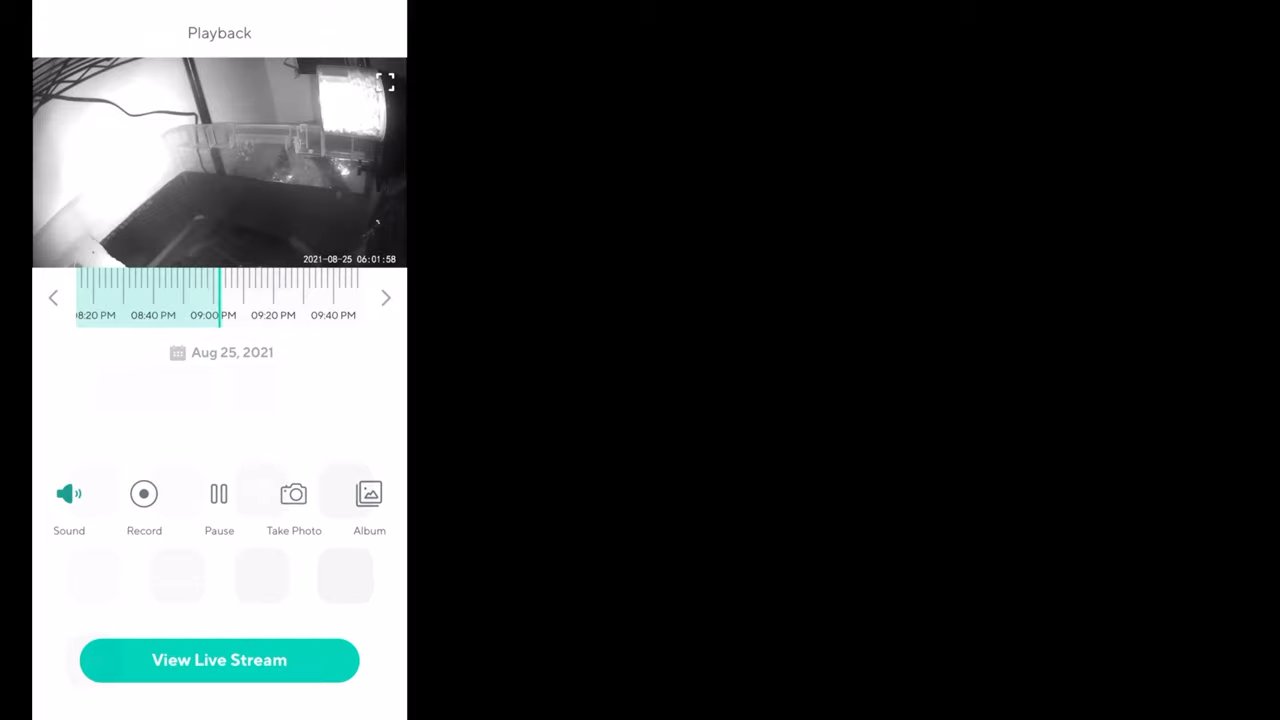 Playback
2021-08-25 06:01:58
08:20 PM 08:40 PM 09:00 PM 09:20 PM 09:40 PM
Aug 25, 2021
Sound Record Pause Take Photo Album
View Live Stream